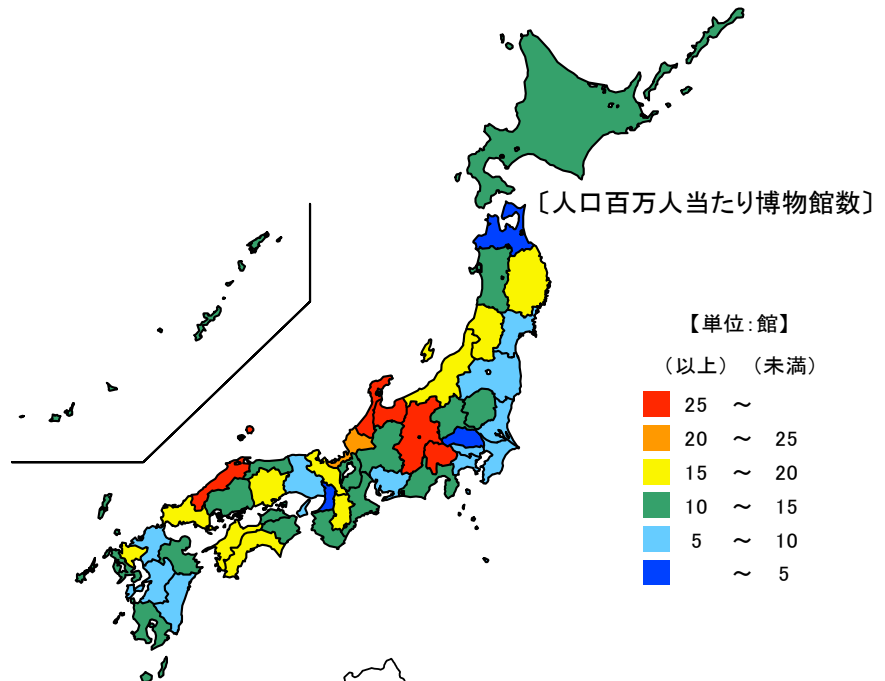 〔人口百万人当たり博物館数〕
【単位:館】
（以上） （未満）
25 ～
20 ～ 25
15 ～ 20
10 ～ 15
5 ～ 10
～ 5